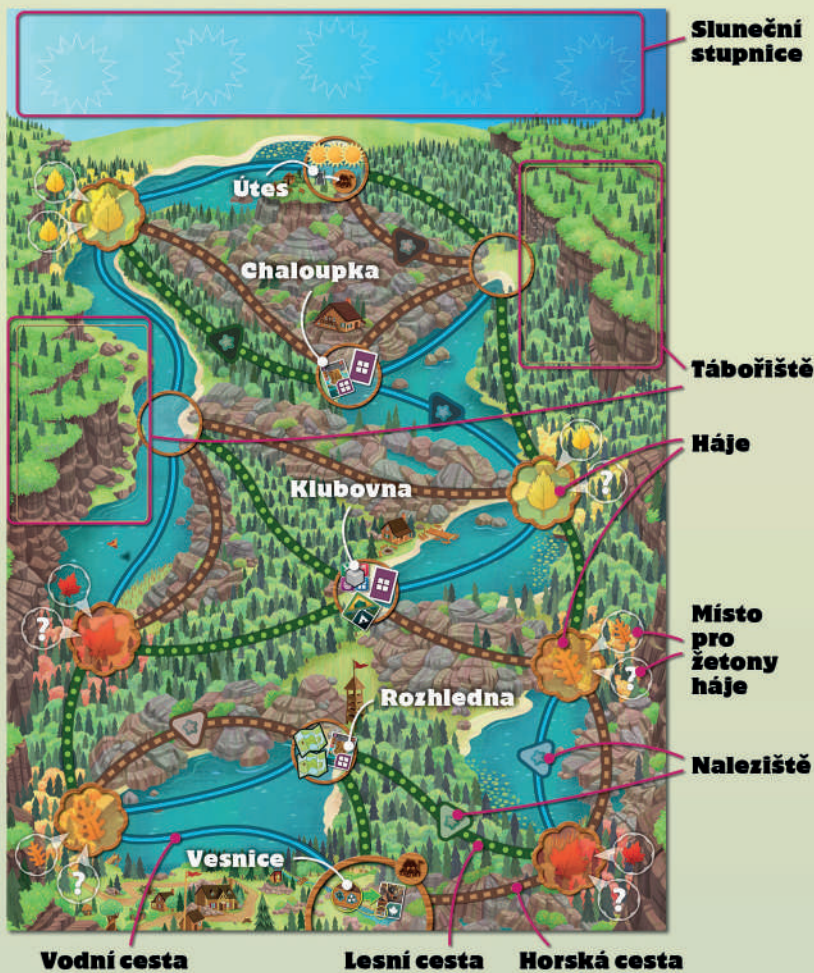 Sluneční
stupnice
Útes
Chaloupka
Tábořiště
Háje
?
Klubovna
Místo
pro
žetony
háje
?
?
Rozhledna
Naleziště
?
Vesnice
?
Vodní cesta
Lesní cesta
Horská cesta